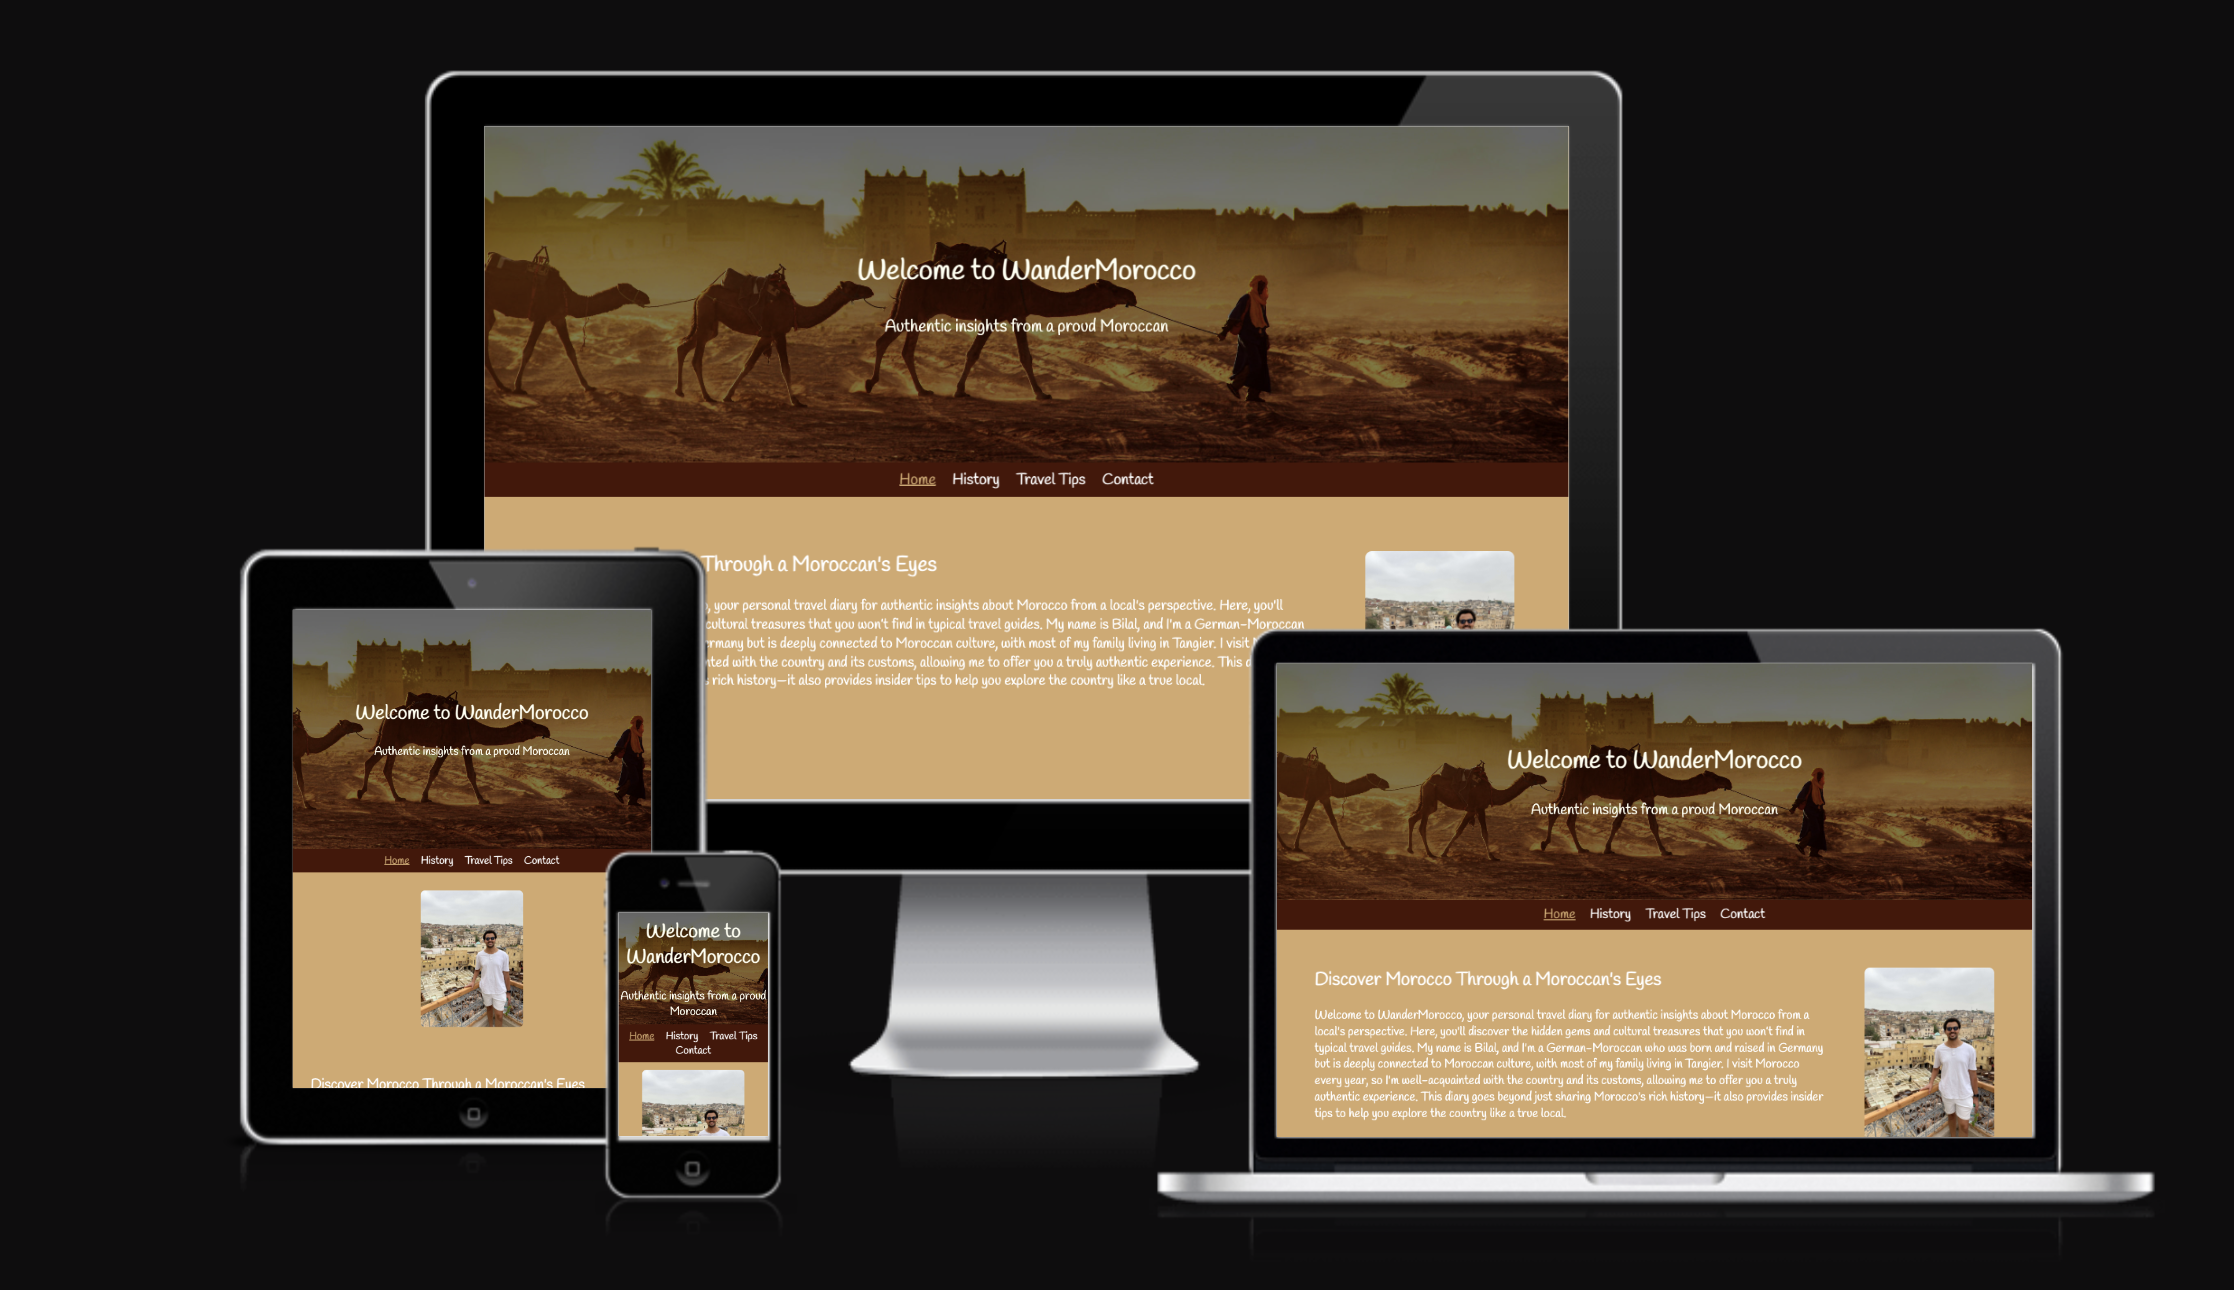 Welcome to WanderMorocco
Authentic insights from a proud Moroccan
Home History Travel Tips Contact
Through a Moroccan's Eyes
, your personal travel diary for authentic insights about Morocco from a local's perspective. Here, you'll
cultural treasures that you won't find in typical travel guides. My name is Bilal, and I'm a German-Moroccan
rmany but is deeply connected to Moroccan culture, with most of my family living in Tangier. I visit
nted with the country and its customs, allowing me to offer you a truly authentic experience. This d
s rich history—it also provides insider tips to help you explore the country like a true local.
Welcome to WanderMorocco
Authentic insights from a proud Moroccan
Home History Travel Tips Contact
Discover Morocco Through a Moroccan's Eyes
Welcome to
WanderMorocco
Authentic insights from a proud
Moroccan
Home History Travel Tips
Contact
Welcome to WanderMorocco
Authentic insights from a proud Moroccan
Home History Travel Tips Contact
Discover Morocco Through a Moroccan's Eyes
Welcome to WanderMorocco, your personal travel diary for authentic insights about Morocco from a
local's perspective. Here, you'll discover the hidden gems and cultural treasures that you won't find in
typical travel guides. My name is Bilal, and I'm a German-Moroccan who was born and raised in Germany
but is deeply connected to Moroccan culture, with most of my family living in Tangier. I visit Morocco
every year, so I'm well-acquainted with the country and its customs, allowing me to offer you a truly
authentic experience. This diary goes beyond just sharing Morocco's rich history—it also provides insider
tips to help you explore the country like a true local.